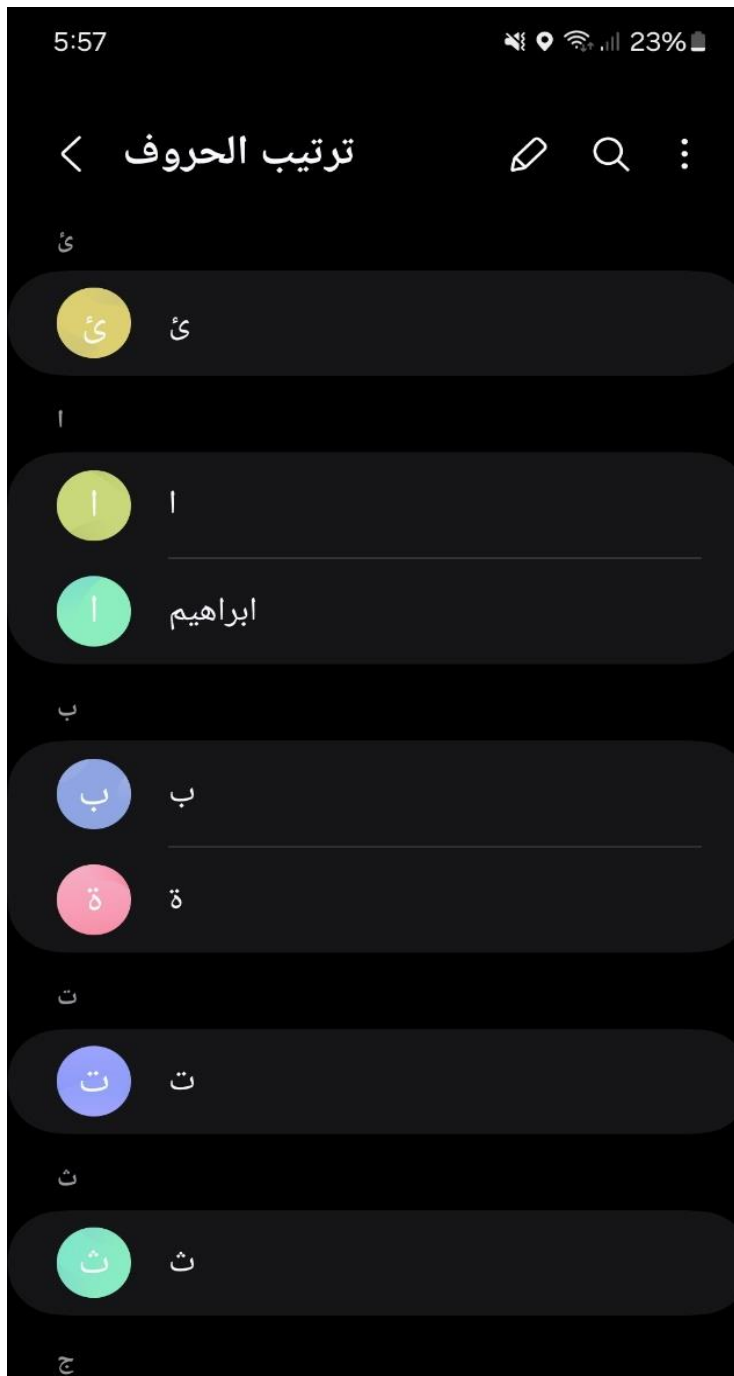 5:57 23%
ترتيب الحروف
ئ
ئ ئ
ا
ا ا
ا ابراهيم
ب
ب ب
ة ة
ت
ت ت
ث
ث ث
ج